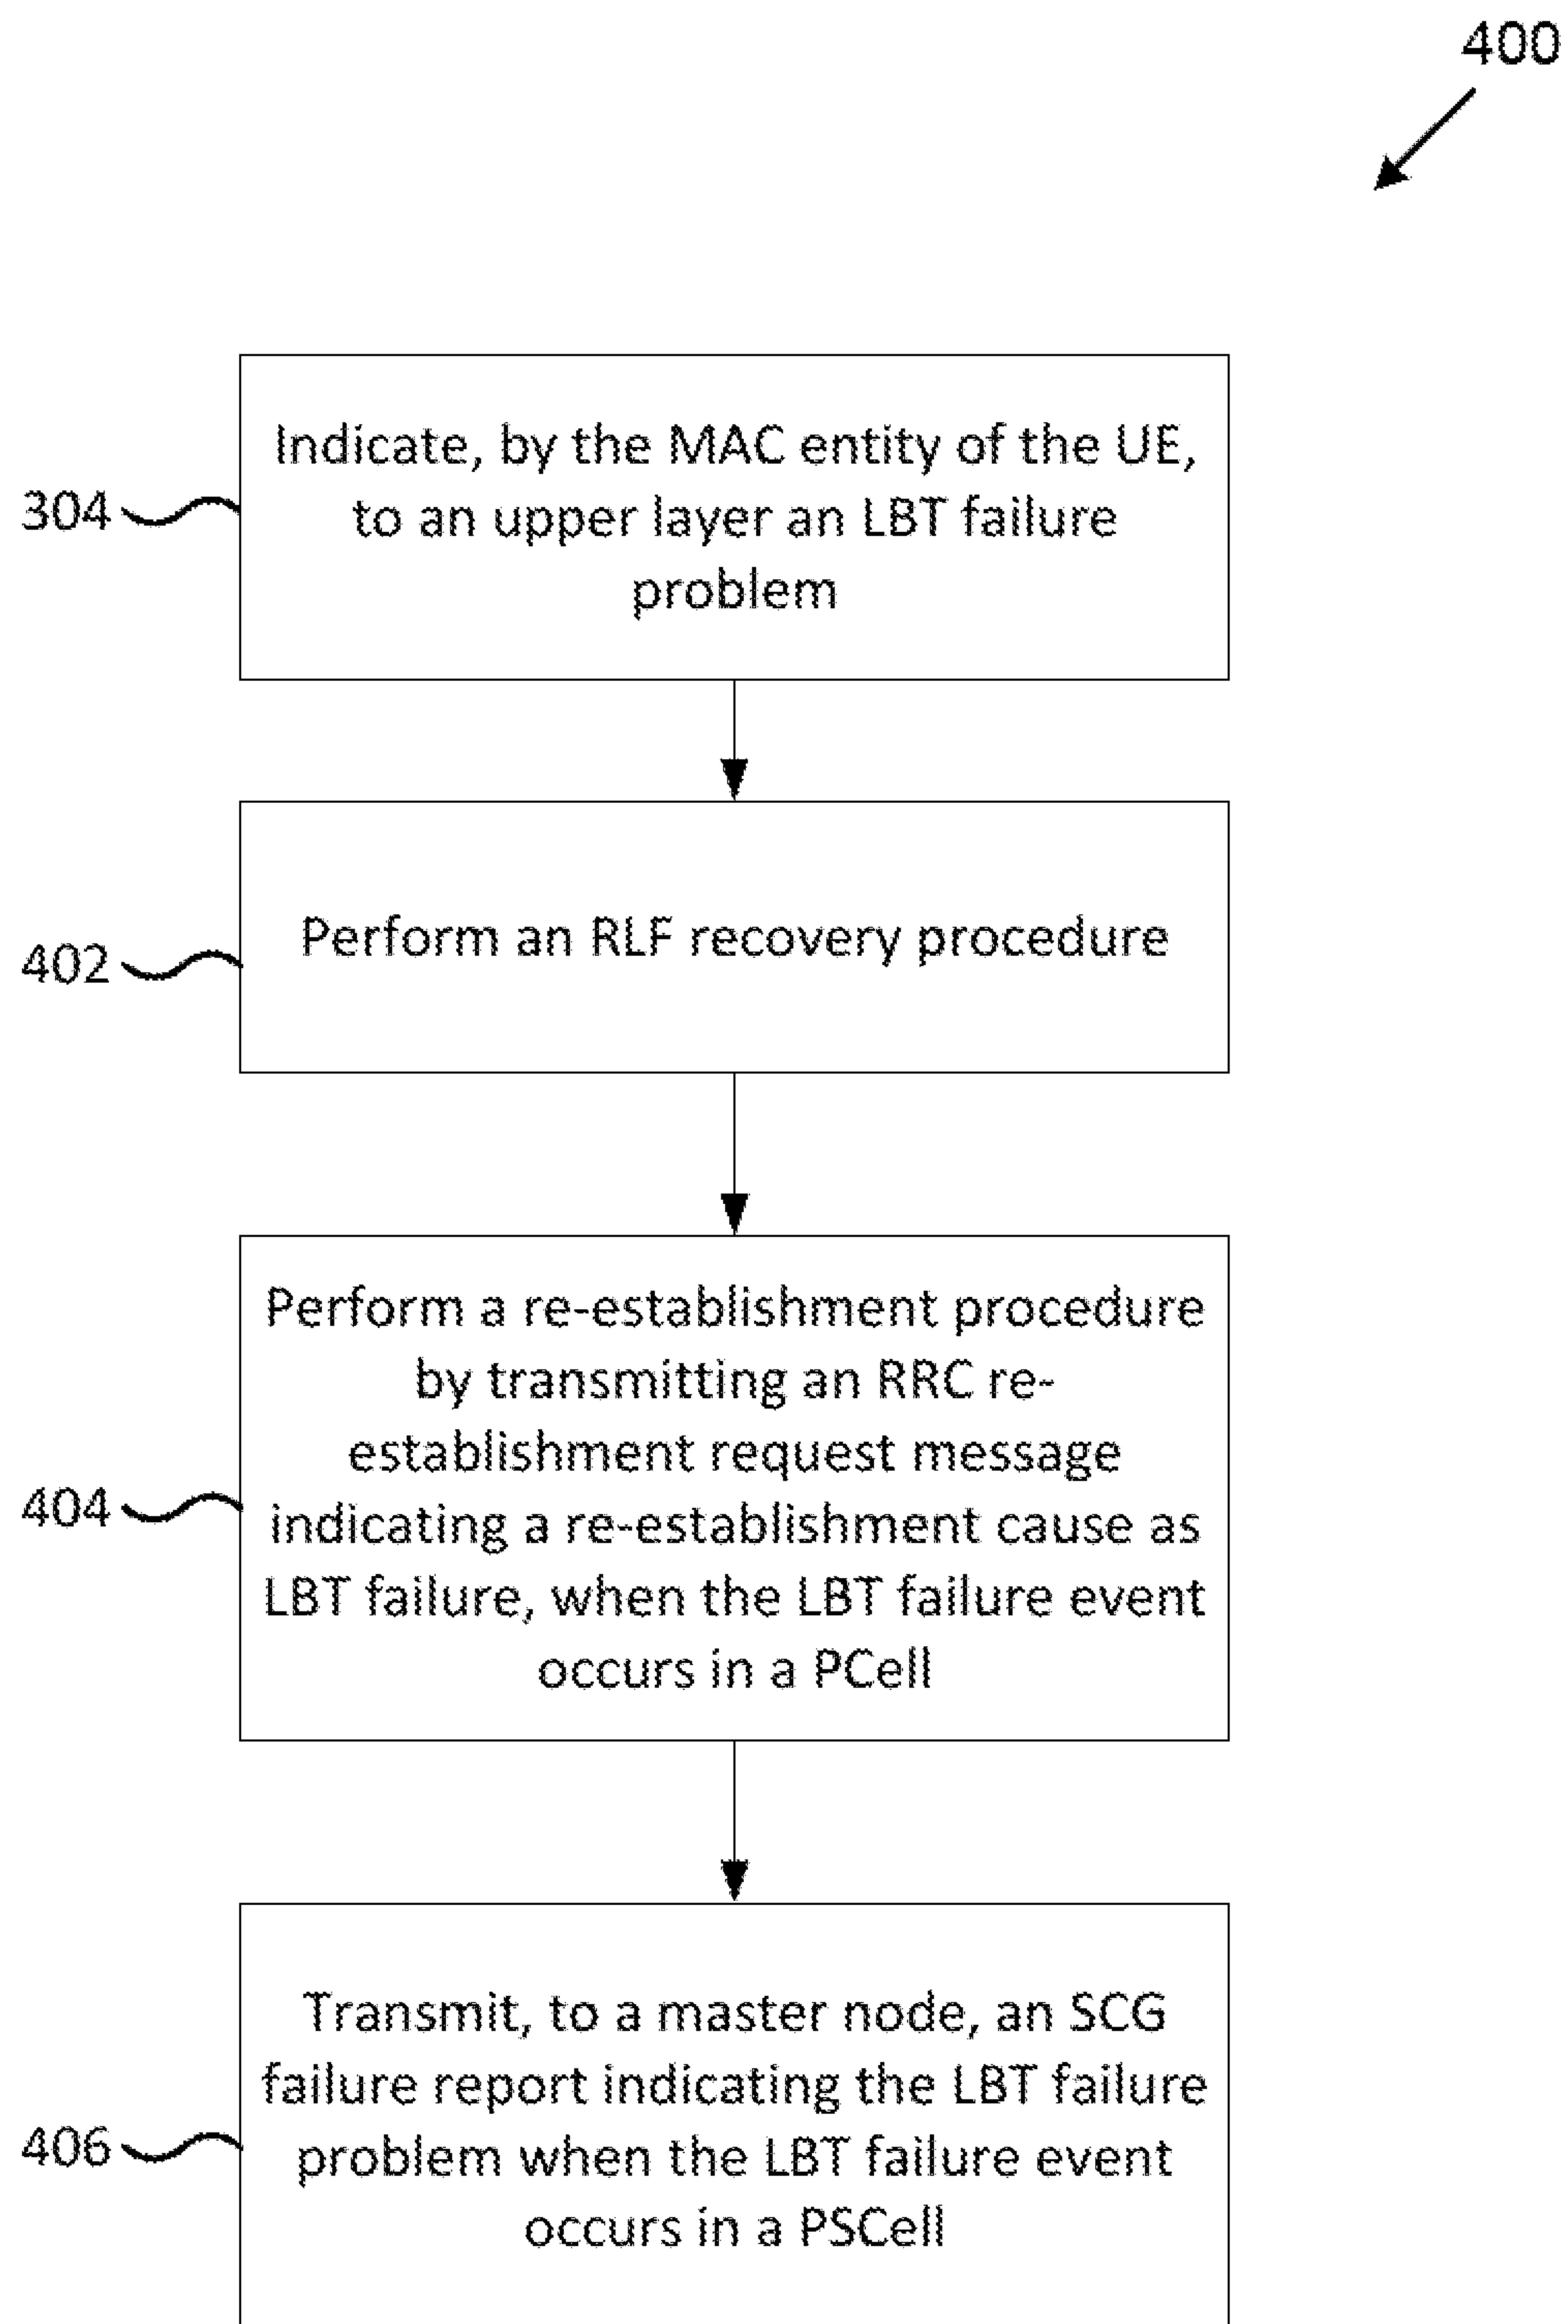 400
304
Indicate, by the MAC entity of the UE,
to an upper layer an LBT failure
problem
402
Perform an RLF recovery procedure
404
Perform a re-establishment procedure
by transmitting an RRC re-
establishment request message
indicating a re-establishment cause as
LBT failure, when the LBT failure event
occurs in a PCell
406
Transmit, to a master node, an SCG
failure report indicating the LBT failure
problem when the LBT failure event
occurs in a PSCell